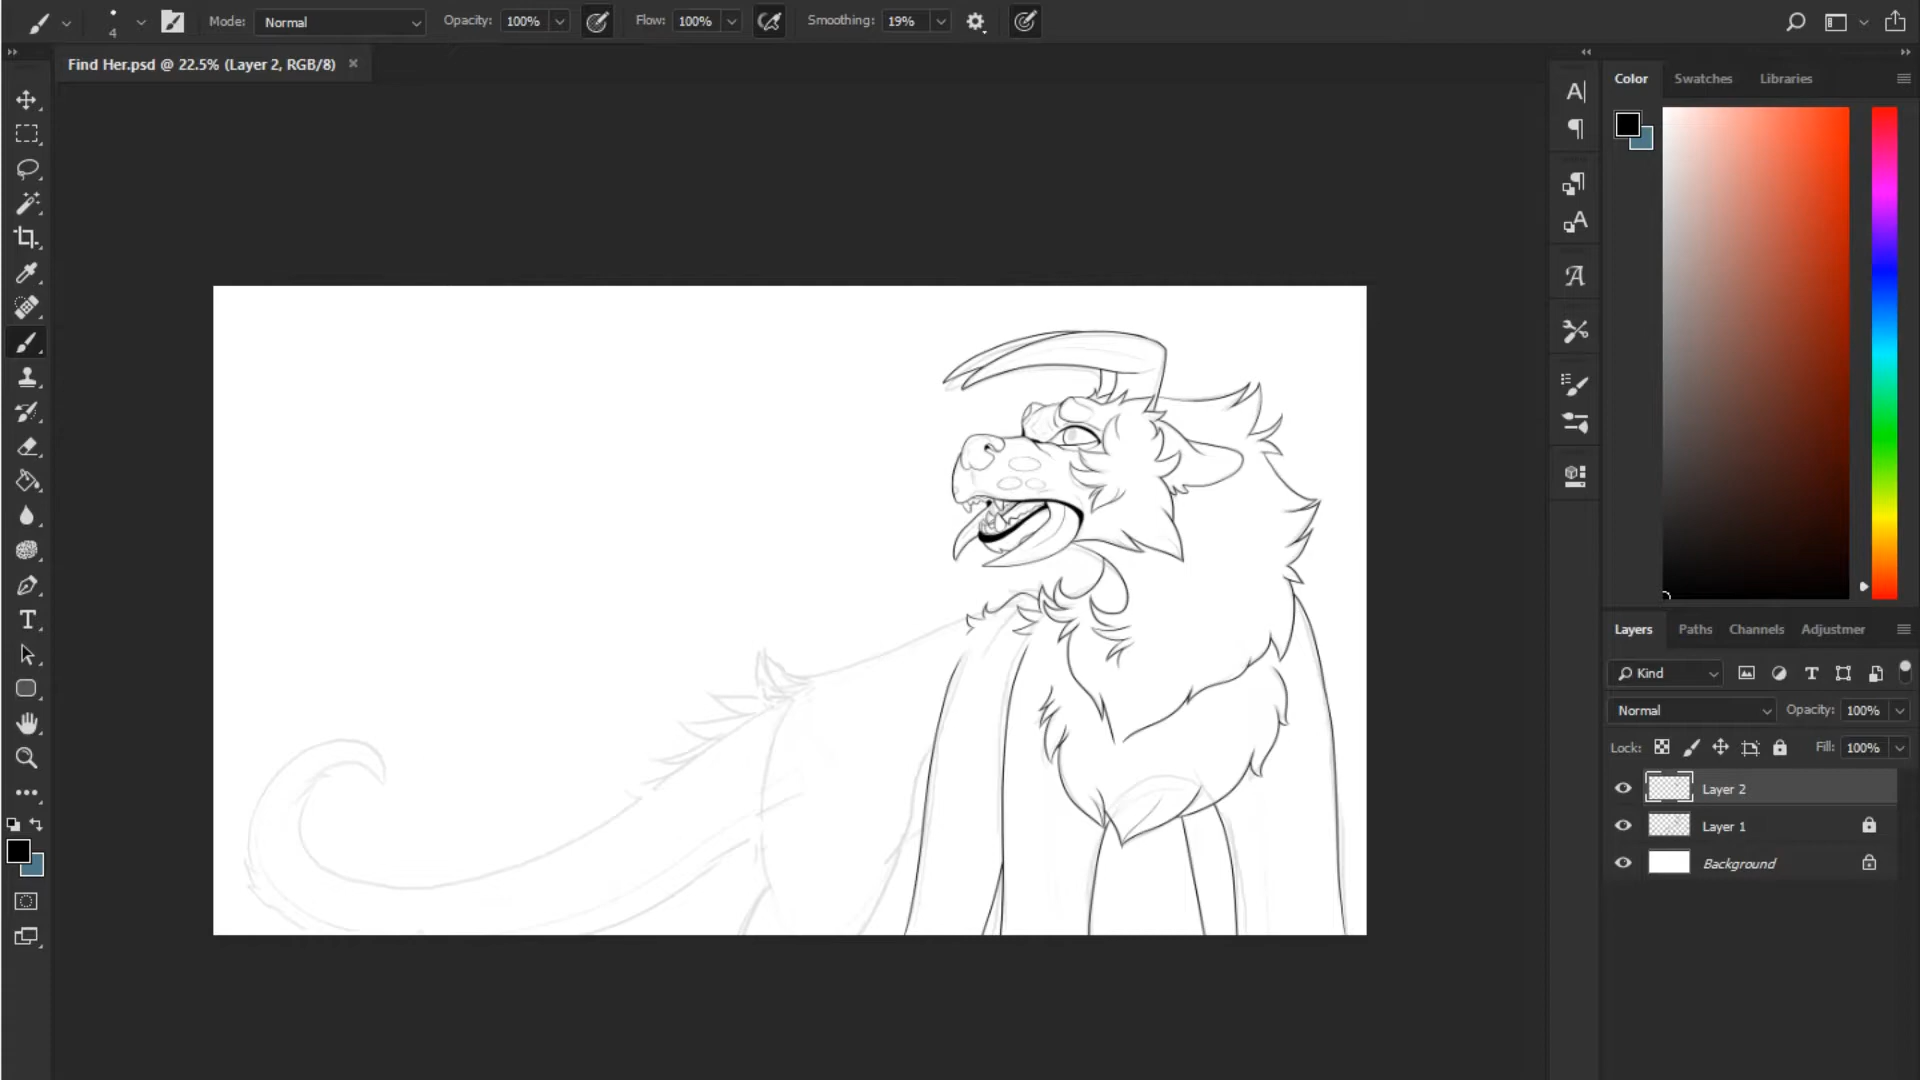 4 Mode: Normal Opacity: 100% Flow: 100% Smoothing: 19%
Find Her.psd @ 22.5% (Layer 2, RGB/8) ×
Color Swatches Libraries
Layers Paths Channels Adjustmer
Kind
Normal Opacity: 100%
Lock: Fill: 100%
Layer 2
Layer 1
Background